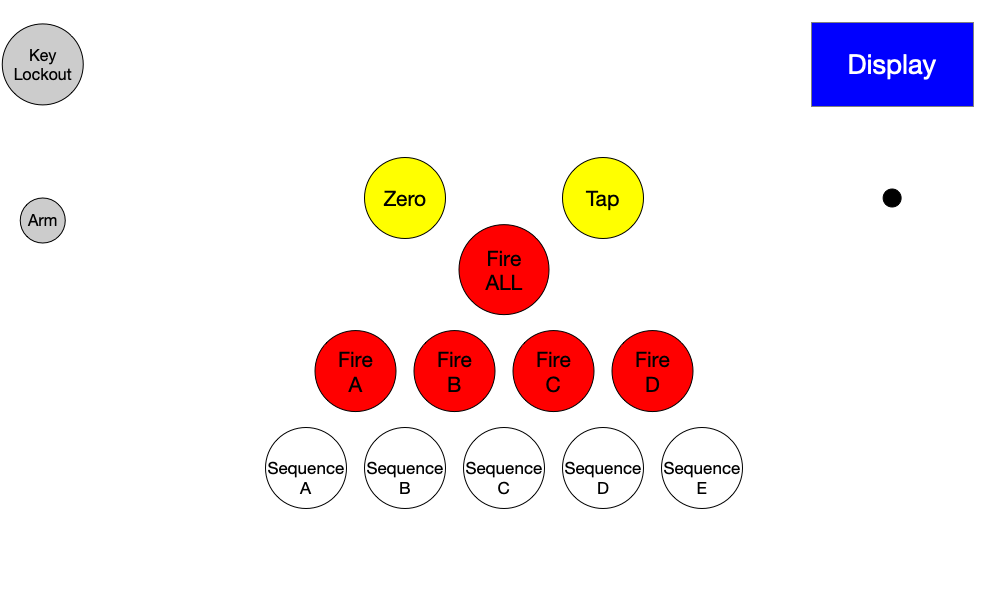 Key
Lockout
Display
Zero
Tap
Arm
Fire
ALL
Fire
A
Fire
B
Fire
C
Fire
D
Sequence
A
Sequence
B
Sequence
C
Sequence
D
Sequence
E